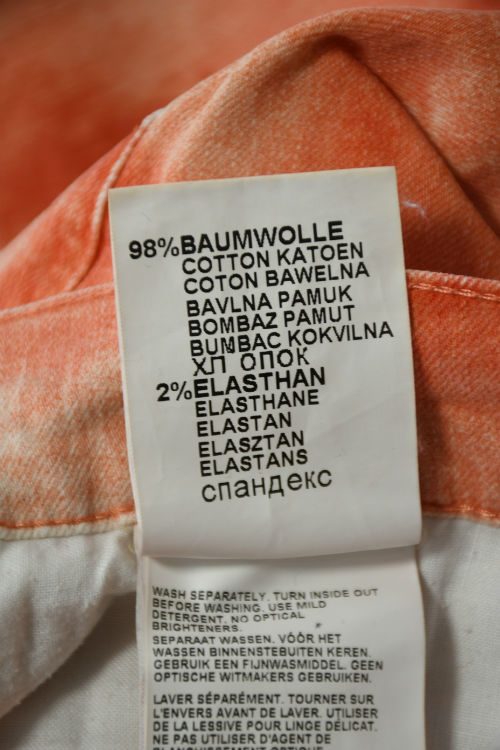 98% BAUMWOLLE
COTTON KATOEN
COTON BAWELNA
BAVLNA PAMUK
BOMBAZ PAMUT
BUMBAC KOKVILNA
ХЛ ОПОК
2% ELASTHAN
ELASTHANE
ELASTAN
ELASZTAN
ELASTANS
спандекс
WASH SEPARATELY. TURN INSIDE OUT
BEFORE WASHING. USE MILD
DETERGENT. NO OPTICAL
BRIGHTENERS.
SEPARAAT WASSEN. VÓÓR HET
WASSEN BINNENSTEBUITEN KEREN.
GEBRUIK EEN FIJNWASMIDDEL. GEEN
OPTISCHE WITMAKERS GEBRUIKEN.
LAVER SÉPARÉMENT. TOURNER SUR
L'ENVERS AVANT DE LAVER. UTILISER
DE LA LESSIVE POUR LINGE DÉLICAT.
NE PAS UTILISER D'AGENT DE